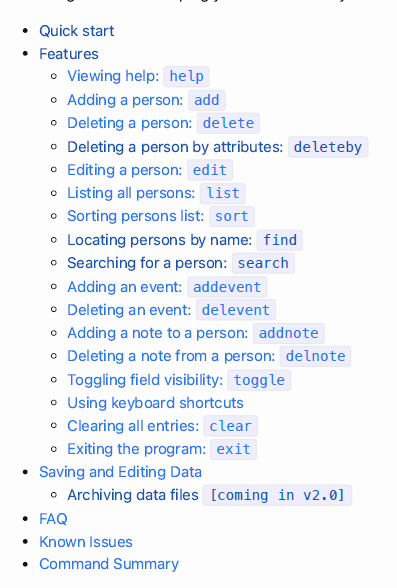 Quick start
Features
Viewing help: help
Adding a person: add
Deleting a person: delete
Deleting a person by attributes: deleteby
Editing a person: edit
Listing all persons: list
Sorting persons list: sort
Locating persons by name: find
Searching for a person: search
Adding an event: addevent
Deleting an event: delevent
Adding a note to a person: addnote
Deleting a note from a person: delnote
Toggling field visibility: toggle
Using keyboard shortcuts
Clearing all entries: clear
Exiting the program: exit
Saving and Editing Data
Archiving data files [coming in v2.0]
FAQ
Known Issues
Command Summary